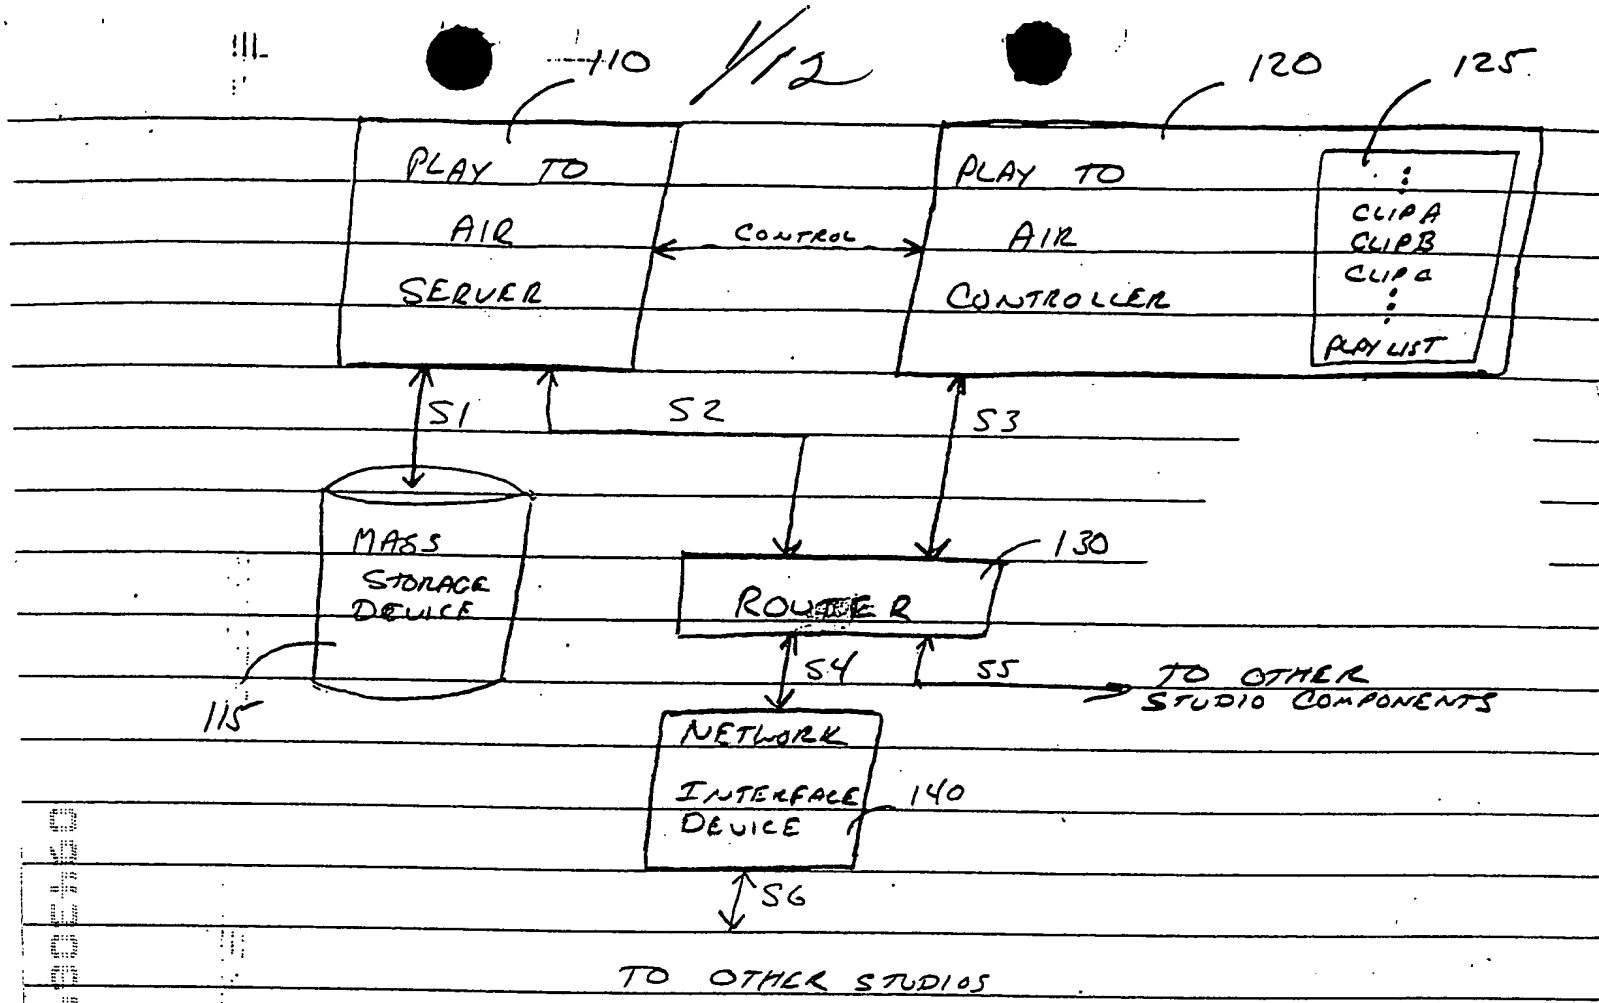 110 1/12 120 125
PLAY TO
AIR
SERVER
CONTROL
PLAY TO
AIR
CONTROLLER
CLIP A
CLIP B
CLIP C
PLAYLIST
S1 S2 S3
MASS
STORAGE
DEVICE
115
130
ROUTER
S4 S5 TO OTHER
STUDIO COMPONENTS
NETWORK
INTERFACE
DEVICE
140
S6
TO OTHER STUDIOS